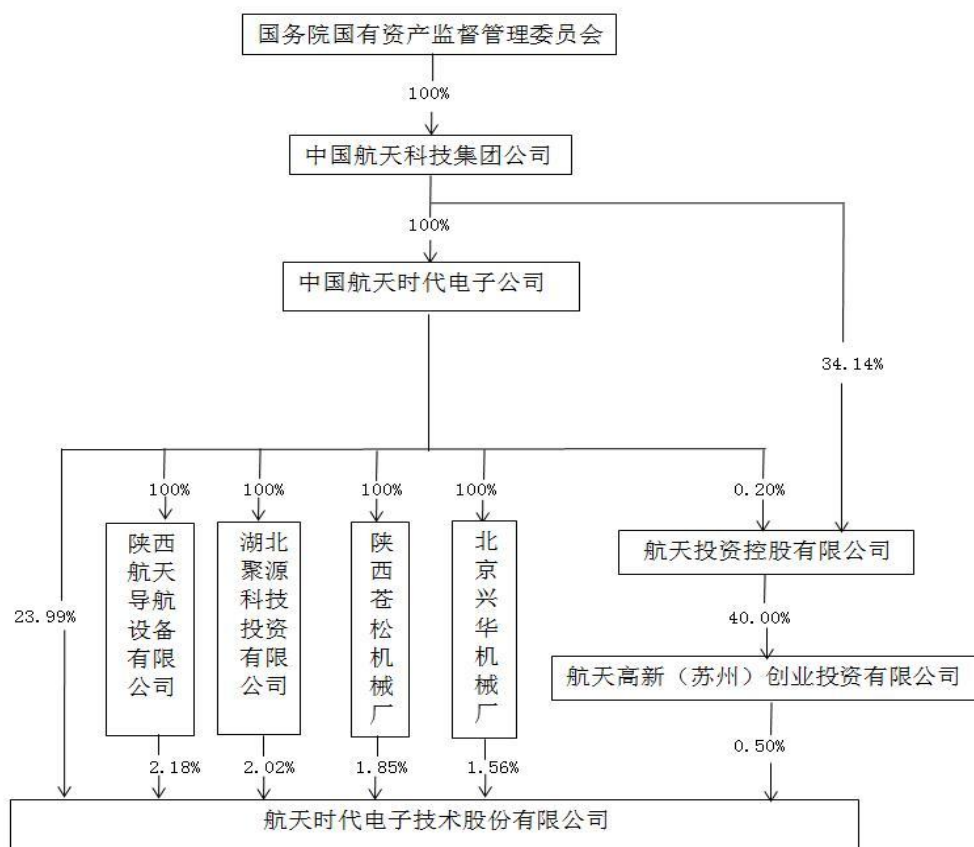 国务院国有资产监督管理委员会
100%
中国航天科技集团公司
100%
中国航天时代电子公司
34.14%
100%
100%
100%
100%
0.20%
陕西
航天
导航
设备
有限
公司
湖北
聚源
科技
投资
有限
公司
陕西苍松机械厂
北京兴华机械厂
航天投资控股有限公司
23.99%
40.00%
航天高新（苏州）创业投资有限公司
2.18%
2.02%
1.85%
1.56%
0.50%
航天时代电子技术股份有限公司